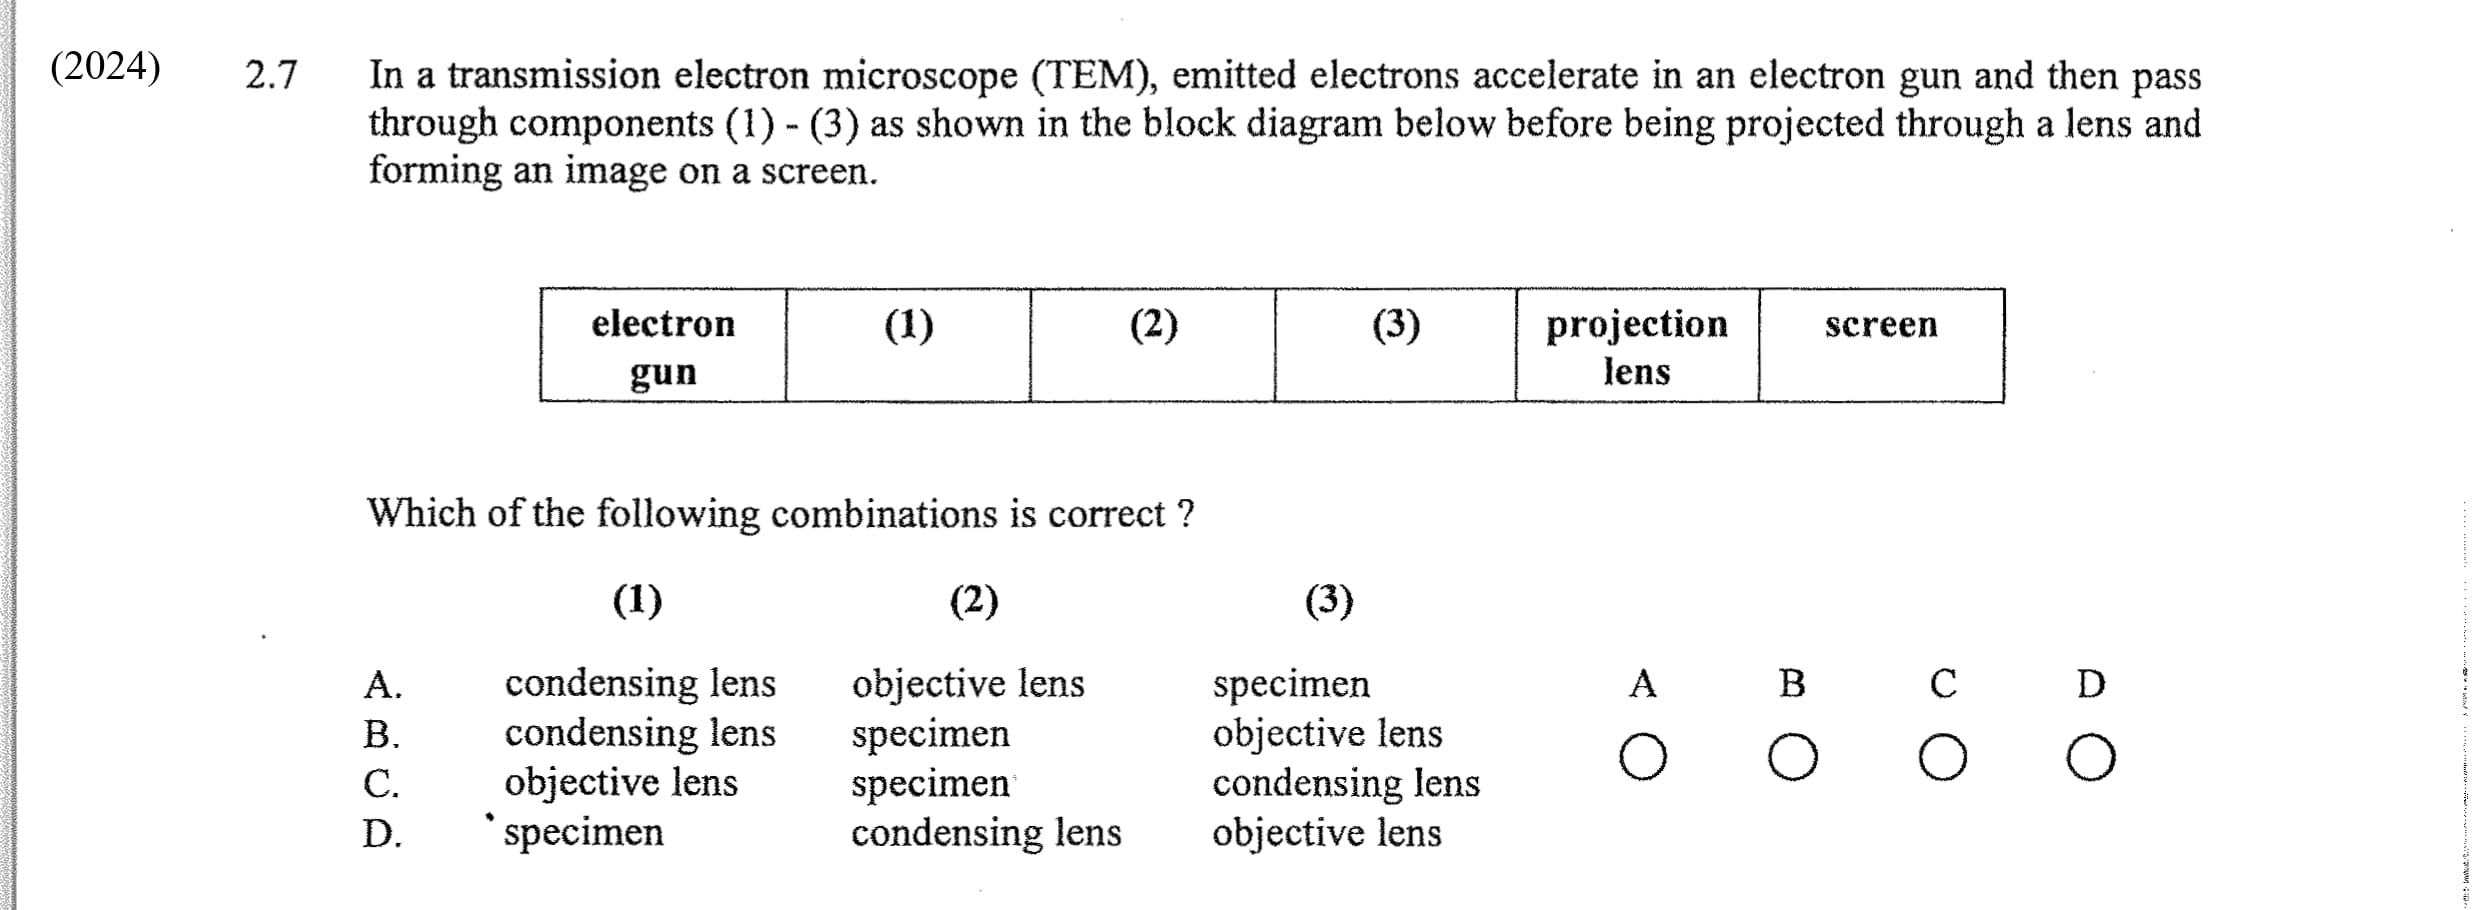 (2024) 2.7 In a transmission electron microscope (TEM), emitted electrons accelerate in an electron gun and then pass
through components (1) - (3) as shown in the block diagram below before being projected through a lens and
forming an image on a screen.
electron gun (1) (2) (3) projection lens screen
Which of the following combinations is correct ?
(1) (2) (3)
A. condensing lens objective lens specimen A B C D
B. condensing lens specimen objective lens
C. objective lens specimen condensing lens
D. specimen condensing lens objective lens